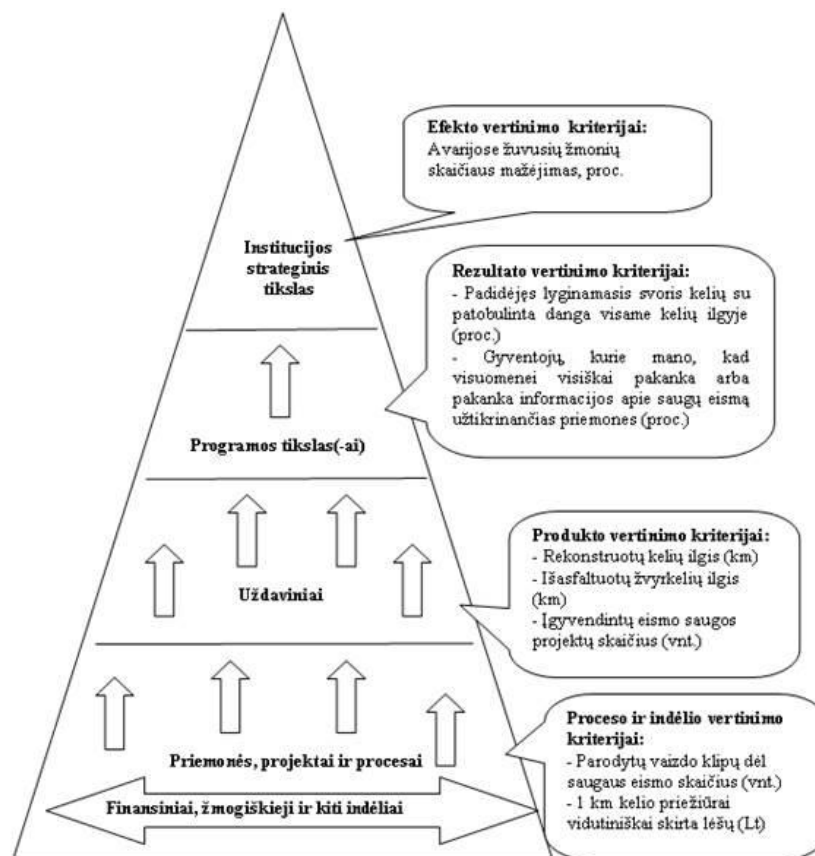 Efekto vertinimo kriterijai:
Avarijose žuvusių žmonių
skaičiaus mažėjimas, proc.
Institucijos
strateginis
tikslas
Rezultato vertinimo kriterijai:
- Padidėjęs lyginamasis svoris kelių su
patobulinta danga visame kelių ilgyje
(proc.)
- Gyventojų, kurie mano, kad
visuomenei visiškai pakanka arba
pakanka informacijos apie saugų eismą
užtikrinančias priemones (proc.)
Programos tikslas(-ai)
Produkto vertinimo kriterijai:
- Rekonstruotų kelių ilgis (km)
- Išasfaltuotų žvyrkelių ilgis
(km)
- Įgyvendintų eismo saugos
projektų skaičius (vnt.)
Uždaviniai
Proceso ir indėlio vertinimo
kriterijai:
- Parodytų vaizdo klipų dėl
saugaus eismo skaičius (vnt.)
- 1 km kelio priežiūrai
vidutiniškai skirta lėšų (Lt)
Priemonės, projektai ir procesai
Finansiniai, žmogiškieji ir kiti indėliai